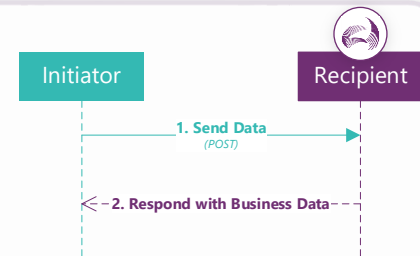 Initiator
Recipient
1. Send Data
(POST)
2. Respond with Business Data